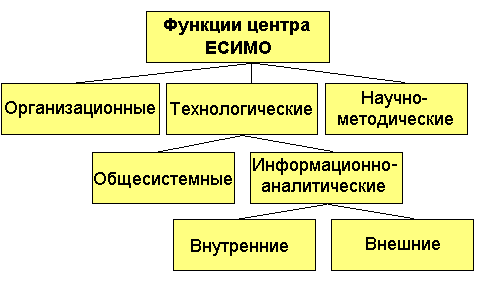 Функции центра
ЕСИМО
Организационные
Технологические
Научно-
методические
Общесистемные
Информационно-
аналитические
Внутренние
Внешние